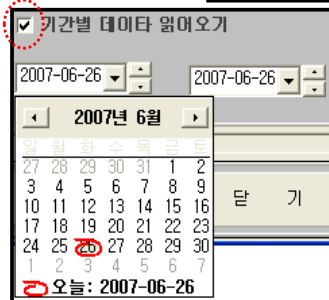 기간별 데이타 읽어오기
2007-06-26 2007-06-26
2007년 6월
일 월 화 수 목 금 토
27 28 29 30 31 1 2
3 4 5 6 7 8 9
10 11 12 13 14 15 16
17 18 19 20 21 22 23
24 25 26 27 28 29 30
1 2 3 4 5 6 7
오늘: 2007-06-26
닫 기